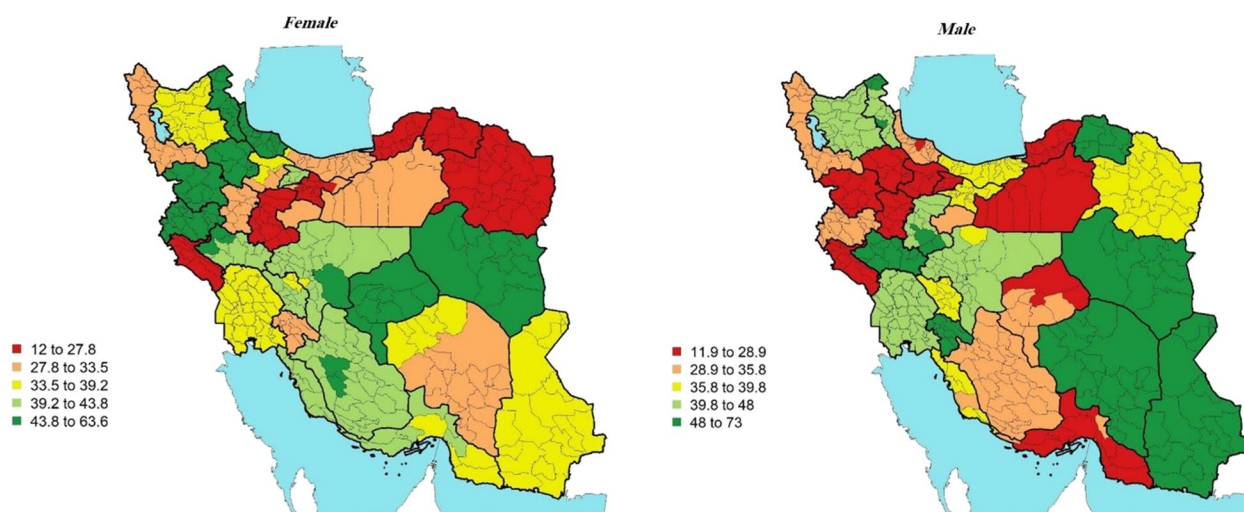 Female
Male
12 to 27.8
27.8 to 33.5
33.5 to 39.2
39.2 to 43.8
43.8 to 63.6
11.9 to 28.9
28.9 to 35.8
35.8 to 39.8
39.8 to 48
48 to 73